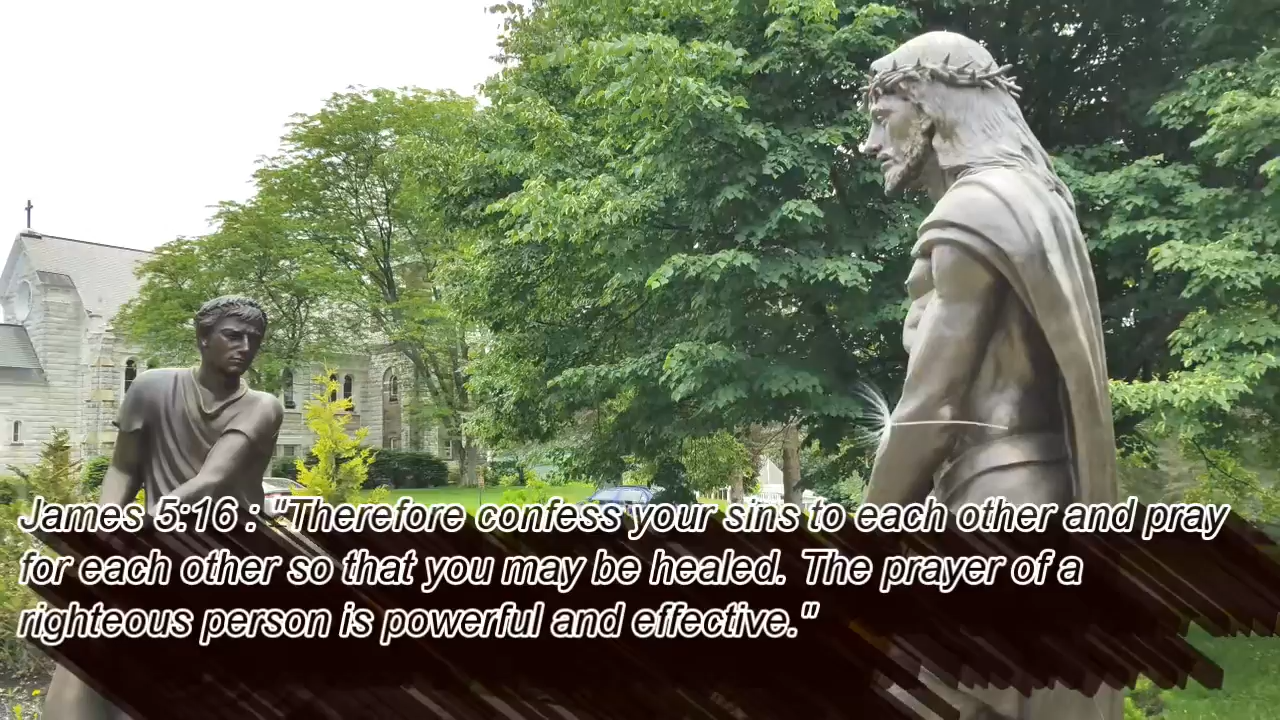 James 5:16 : "Therefore confess your sins to each other and pray
for each other so that you may be healed. The prayer of a
righteous person is powerful and effective."